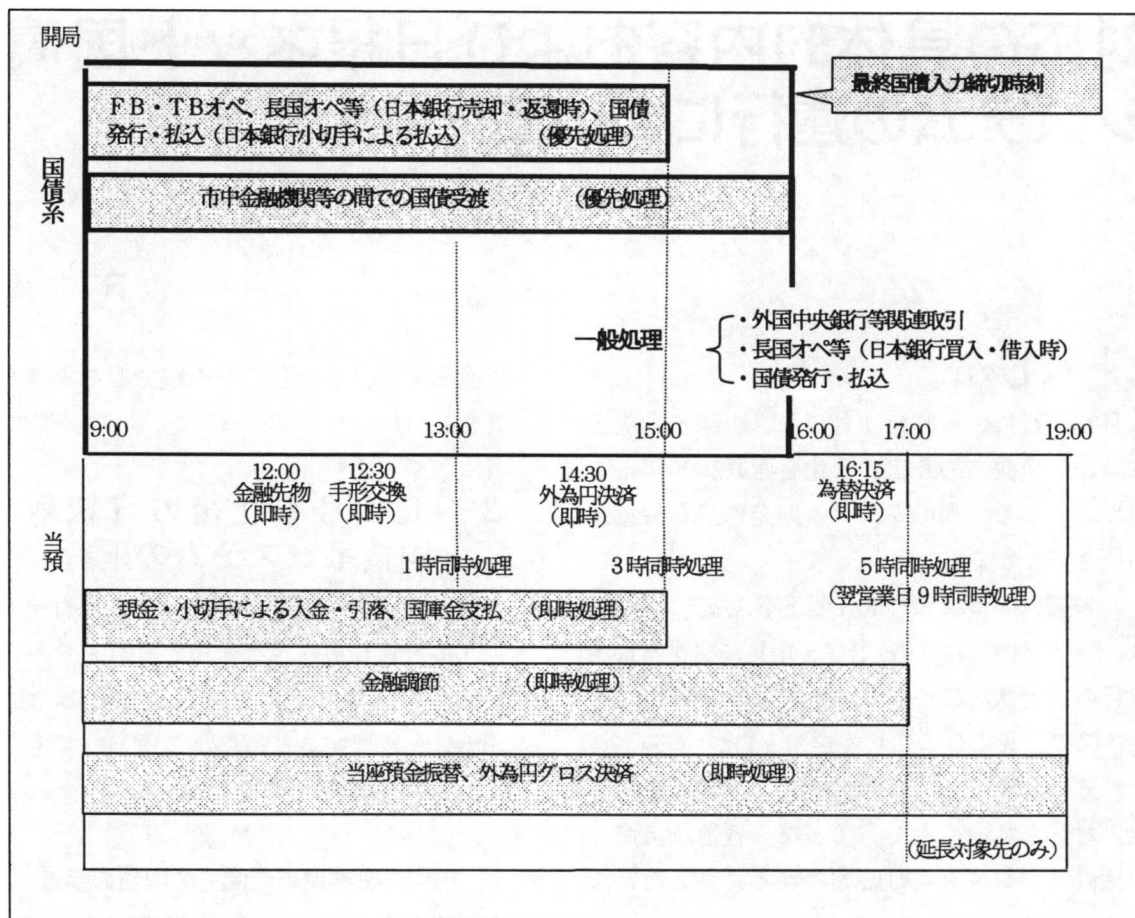 開局
最終国債入力締切時刻
FB・TBオペ、長国オペ等(日本銀行売却・返還時)、国債
発行・払込(日本銀行小切手による払込) (優先処理)
国債系
市中金融機関等の間での国債受渡 (優先処理)
一般処理
・外国中央銀行等関連取引
・長国オペ等(日本銀行買入・借入時)
・国債発行・払込
9:00 13:00 15:00 16:00 17:00 19:00
12:00 12:30 14:30 16:15
金融先物 手形交換 外為円決済 為替決済
(即時) (即時) (即時) (即時)
当預
1時同時処理 3時同時処理 5時同時処理
(翌営業日9時同時処理)
現金・小切手による入金・引落、国庫金支払 (即時処理)
金融調節 (即時処理)
当座預金振替、外為円グロス決済 (即時処理)
(延長対象先のみ)